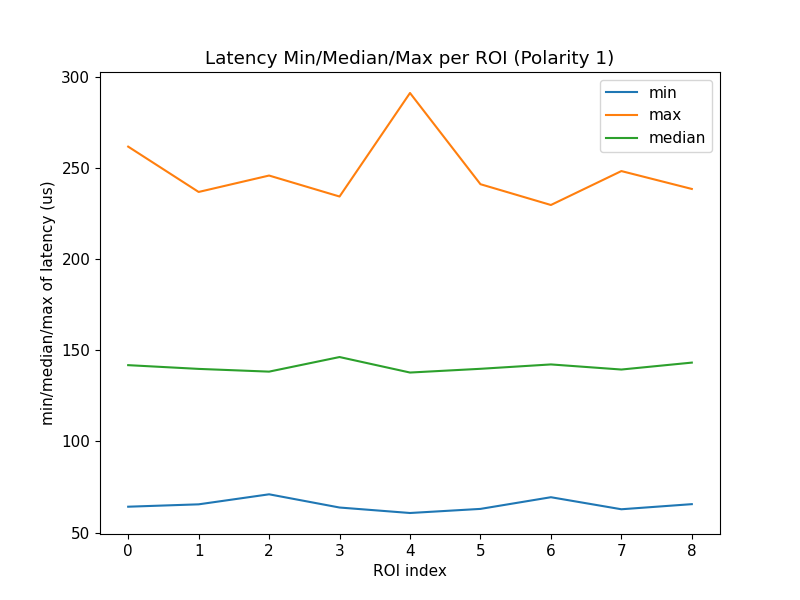 Latency Min/Median/Max per ROI (Polarity 1)
min
max
median
300
250
200
150
100
50
min/median/max of latency (us)
0 1 2 3 4 5 6 7 8
ROI index